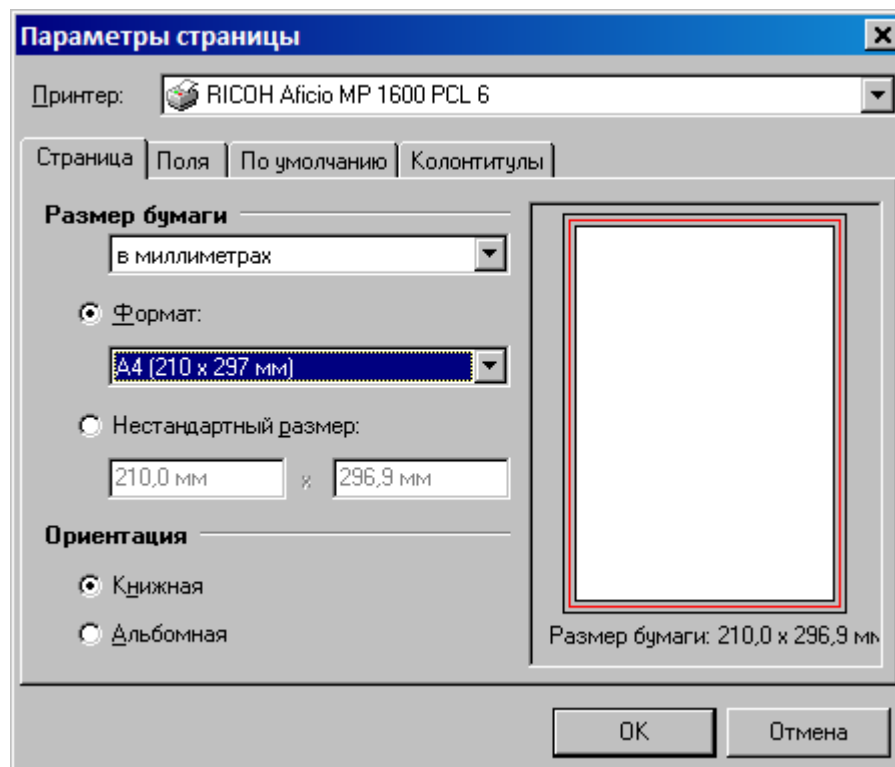 Параметры страницы
Принтер: RICOH Aficio MP 1600 PCL 6
Страница Поля По умолчанию Колонтитулы
Размер бумаги
в миллиметрах
Формат:
A4 (210 x 297 мм)
Нестандартный размер:
210,0 мм x 296,9 мм
Ориентация
Книжная
Альбомная
Размер бумаги: 210,0 x 296,9 мм
OK Отмена